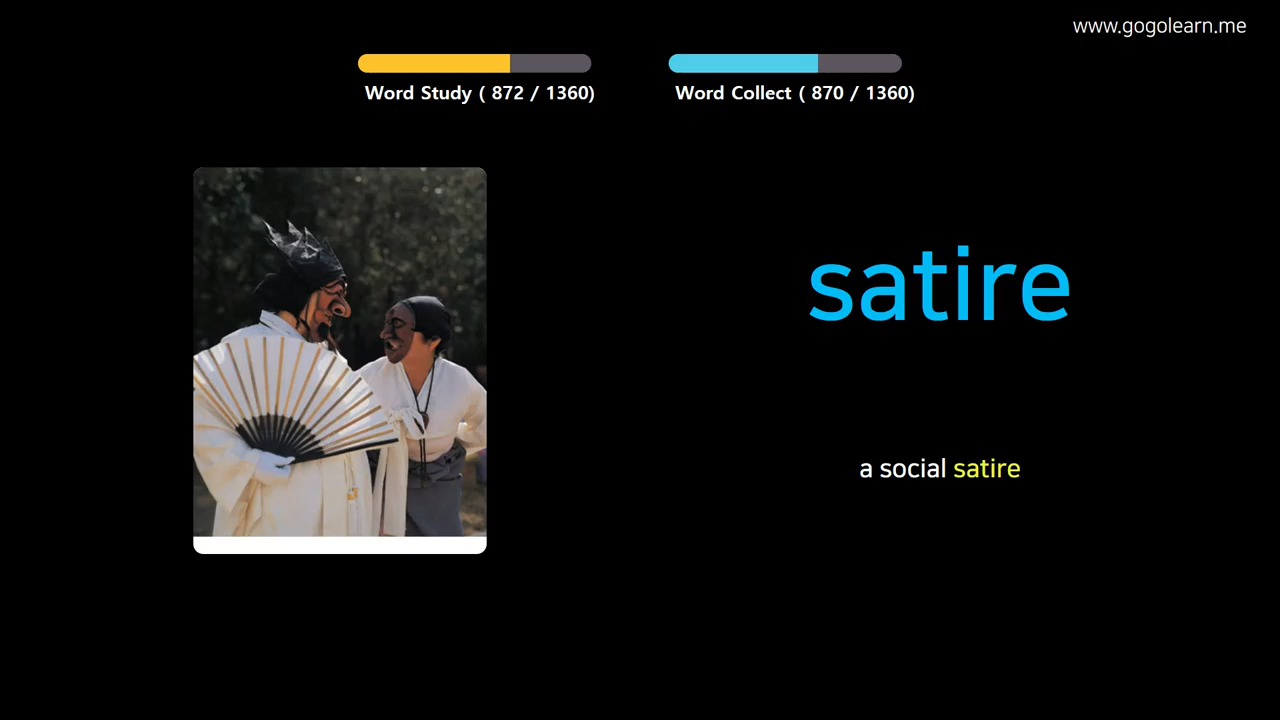 www.gogolearn.me
Word Study ( 872 / 1360)
Word Collect ( 870 / 1360)
satire
a social satire